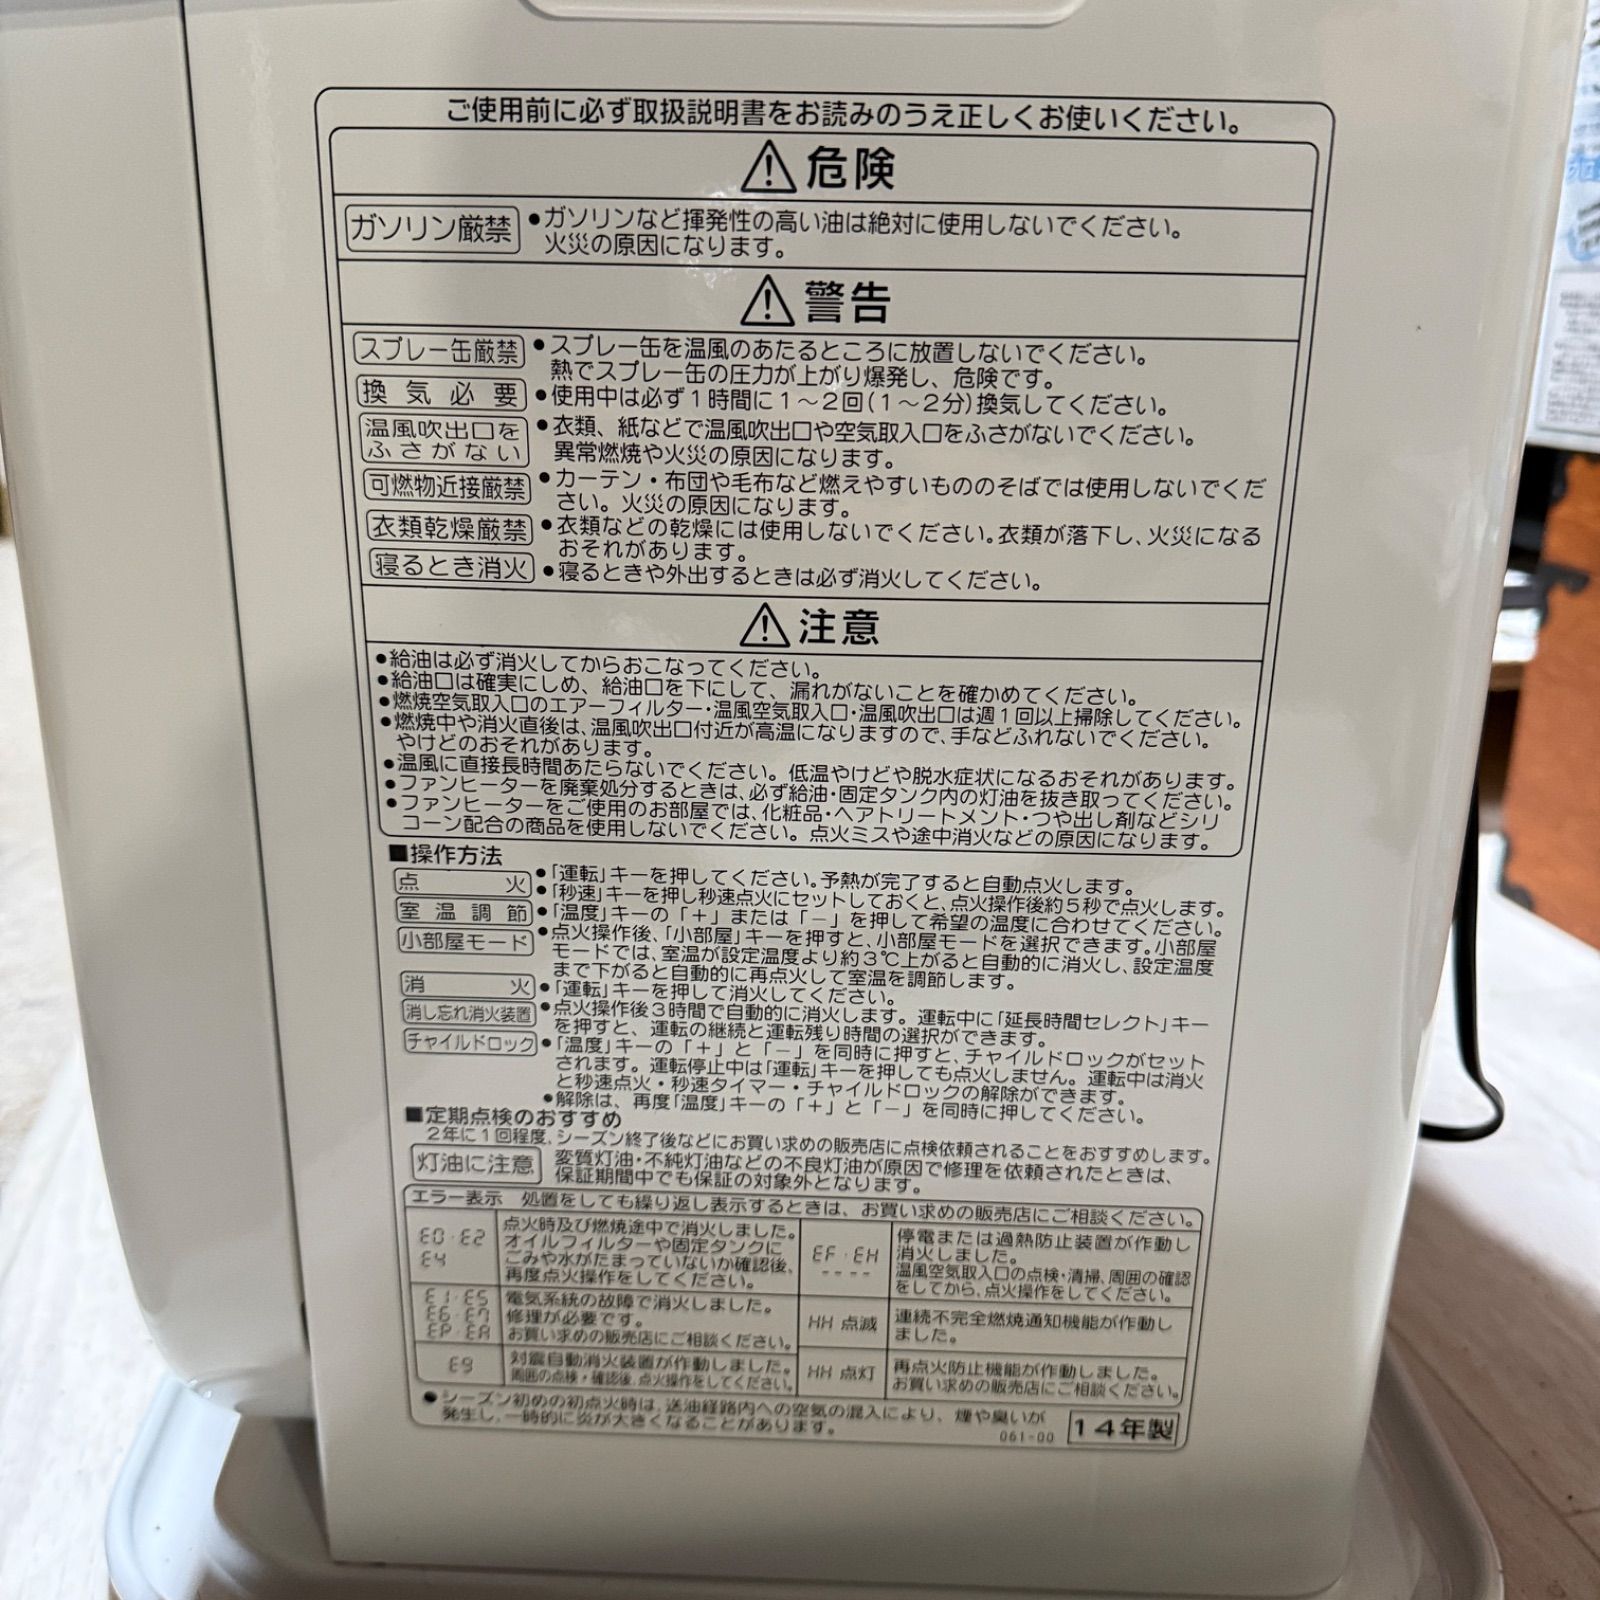 ご使用前に必ず取扱説明書をお読みのうえ正しくお使いください。
危険
ガソリン厳禁
●ガソリンなど揮発性の高い油は絶対に使用しないでください。
火災の原因になります。
警告
スプレー缶厳禁
●スプレー缶を温風のあたるところに放置しないでください。
熱でスプレー缶の圧力が上がり爆発し、危険です。
換気必要
●使用中は必ず1時間に1～2回(1～2分)換気してください。
温風吹出口を
ふさがない
●衣類、紙などで温風吹出口や空気取入口をふさがないでください。
異常燃焼や火災の原因になります。
可燃物近接厳禁
●カーテン・布団や毛布など燃えやすいもののそばでは使用しないでくだ
さい。火災の原因になります。
衣類乾燥厳禁
●衣類などの乾燥には使用しないでください。衣類が落下し、火災になる
おそれがあります。
寝るとき消火
●寝るときや外出するときは必ず消火してください。
注意
●給油は必ず消火してからおこなってください。
●給油口は確実にしめ、給油口を下にして、漏れがないことを確かめてください。
●燃焼空気取入口のエアーフィルター・温風空気取入口・温風吹出口は週1回以上掃除してください。
●燃焼中や消火直後は、温風吹出口付近が高温になりますので、手などふれないでください。
やけどのおそれがあります。
●温風に直接長時間あたらないでください。低温やけどや脱水症状になるおそれがあります。
●ファンヒーターを廃棄処分するときは、必ず給油・固定タンク内の灯油を抜き取ってください。
●ファンヒーターをご使用のお部屋では、化粧品・ヘアトリートメント・つや出し剤などシリ
コーン配合の商品を使用しないでください。点火ミスや途中消火などの原因になります。
■操作方法
点火
●「運転」キーを押してください。予熱が完了すると自動点火します。
●「秒速」キーを押し秒速点火にセットしておくと、点火操作後約5秒で点火します。
室温調節
●「温度」キーの「＋」または「－」を押して希望の温度に合わせてください。
小部屋モード
●点火操作後、「小部屋」キーを押すと、小部屋モードを選択できます。小部屋
モードでは、室温が設定温度より約3℃上がると自動的に消火し、設定温度
まで下がると自動的に再点火して室温を調節します。
消火
●「運転」キーを押して消火してください。
消し忘れ消火装置
●点火操作後3時間で自動的に消火します。運転中に「延長時間セレクト」キー
を押すと、運転の継続と運転残り時間の選択ができます。
チャイルドロック
●「温度」キーの「＋」と「－」を同時に押すと、チャイルドロックがセット
されます。運転停止中は「運転」キーを押しても点火しません。運転中は消火
と秒速点火・秒速タイマー・チャイルドロックの解除ができます。
●解除は、再度「温度」キーの「＋」と「－」を同時に押してください。
■定期点検のおすすめ
2年に1回程度、シーズン終了後などにお買い求めの販売店に点検依頼されることをおすすめします。
灯油に注意
変質灯油・不純灯油などの不良灯油が原因で修理を依頼されたときは、
保証期間中でも保証の対象外となります。
エラー表示 処置をしても繰り返し表示するときは、お買い求めの販売店にご相談ください。
E0・E2
E4
点火時及び燃焼途中で消火しました。
オイルフィルターや固定タンクに
ごみや水がたまっていないか確認後、
再度点火操作をしてください。
EF・EH
----
停電または過熱防止装置が作動し
消火しました。
温風空気取入口の点検・清掃、周囲の確認
をしてから、点火操作をしてください。
E1・E5
E6・E7
EP・EA
電気系統の故障で消火しました。
修理が必要です。
お買い求めの販売店にご相談ください。
HH 点滅
連続不完全燃焼通知機能が作動し
ました。
E9
対震自動消火装置が作動しました。
周囲の点検・確認後、点火操作をしてください。
HH 点灯
再点火防止機能が作動しました。
お買い求めの販売店にご相談ください。
●シーズン初めの初点火時は、送油経路内への空気の混入により、煙や臭いが
発生し、一時的に炎が大きくなることがあります。
061-00
14年製